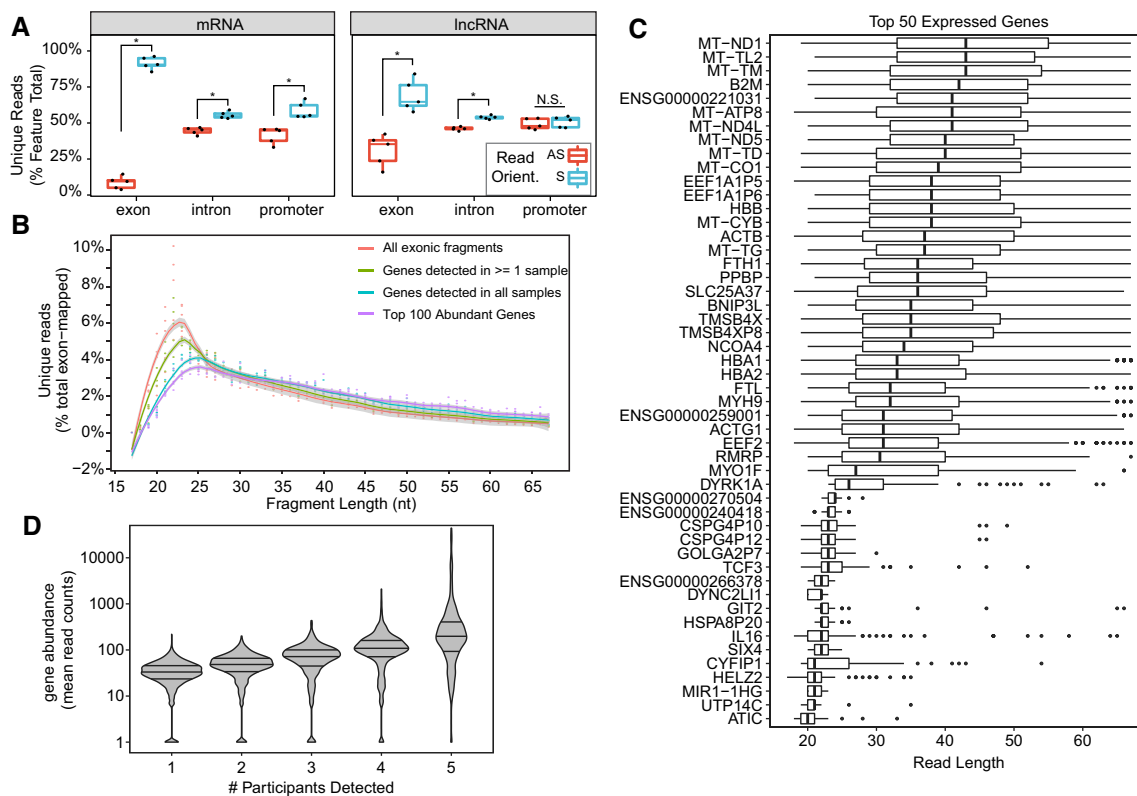 A
mRNA
lncRNA
Unique Reads
(% Feature Total)
100%
75%
50%
25%
0%
*
*
*
*
*
N.S.
Read
Orient.
AS
S
exon
intron
promoter
exon
intron
promoter
B
Unique reads
(% total exon−mapped)
10%
8%
6%
4%
2%
0%
−2%
All exonic fragments
Genes detected in >= 1 sample
Genes detected in all samples
Top 100 Abundant Genes
15
20
25
30
35
40
45
50
55
60
65
Fragment Length (nt)
C
Top 50 Expressed Genes
MT-ND1
MT-TL2
MT-TM
B2M
ENSG00000221031
MT-ATP8
MT-ND4L
MT-ND5
MT-TD
MT-CO1
EEF1A1P5
EEF1A1P6
HBB
MT-CYB
ACTB
MT-TG
FTH1
PPBP
SLC25A37
BNIP3L
TMSB4X
TMSB4XP8
NCOA4
HBA1
HBA2
FTL
MYH9
ENSG00000259001
ACTG1
EEF2
RMRP
MYO1F
DYRK1A
ENSG00000270504
ENSG00000240418
CSPG4P10
CSPG4P12
GOLGA2P7
TCF3
ENSG00000266378
DYNC2LI1
GIT2
HSPA8P20
IL16
SIX4
CYFIP1
HELZ2
MIR1-1HG
UTP14C
ATIC
20
30
40
50
60
Read Length
D
gene abundance
(mean read counts)
10000
1000
100
10
1
1
2
3
4
5
# Participants Detected